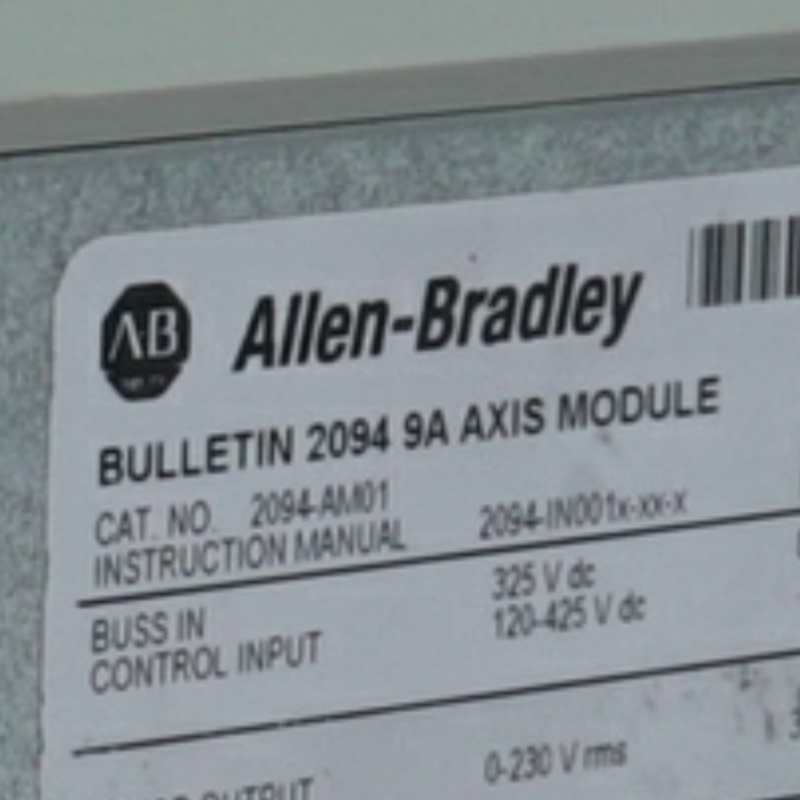 AB
Allen-Bradley
BULLETIN 2094 9A AXIS MODULE
CAT. NO. 2094-AM01
INSTRUCTION MANUAL 2094-IN001x-xx-x
BUSS IN 325 V dc
CONTROL INPUT 120-425 V dc
OUTPUT 0-230 V rms